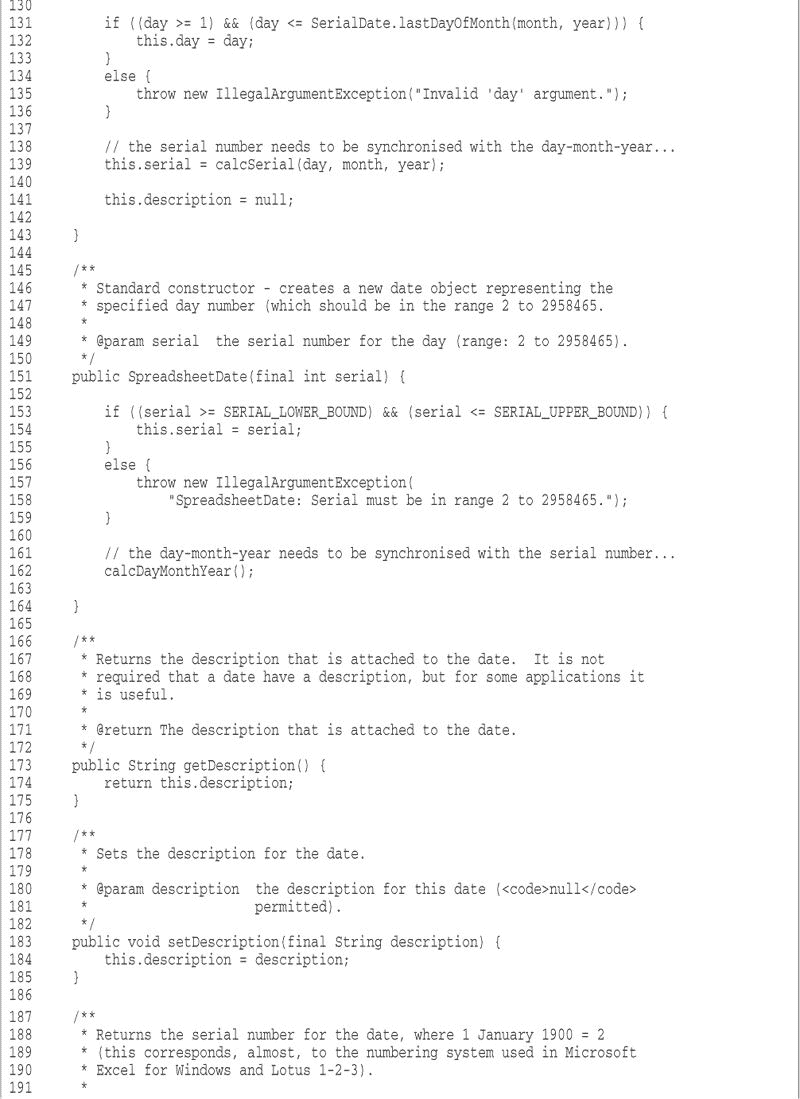 130
131         if ((day >= 1) && (day <= SerialDate.lastDayOfMonth(month, year))) {
132             this.day = day;
133         }
134         else {
135             throw new IllegalArgumentException("Invalid 'day' argument.");
136         }
137
138         // the serial number needs to be synchronised with the day-month-year...
139         this.serial = calcSerial(day, month, year);
140
141         this.description = null;
142
143     }
144
145     /**
146      * Standard constructor - creates a new date object representing the
147      * specified day number (which should be in the range 2 to 2958465.
148      *
149      * @param serial  the serial number for the day (range: 2 to 2958465).
150      */
151     public SpreadsheetDate(final int serial) {
152
153         if ((serial >= SERIAL_LOWER_BOUND) && (serial <= SERIAL_UPPER_BOUND)) {
154             this.serial = serial;
155         }
156         else {
157             throw new IllegalArgumentException(
158                 "SpreadsheetDate: Serial must be in range 2 to 2958465.");
159         }
160
161         // the day-month-year needs to be synchronised with the serial number...
162         calcDayMonthYear();
163
164     }
165
166     /**
167      * Returns the description that is attached to the date.  It is not
168      * required that a date have a description, but for some applications it
169      * is useful.
170      *
171      * @return The description that is attached to the date.
172      */
173     public String getDescription() {
174         return this.description;
175     }
176
177     /**
178      * Sets the description for the date.
179      *
180      * @param description  the description for this date (<code>null</code>
181      *                     permitted).
182      */
183     public void setDescription(final String description) {
184         this.description = description;
185     }
186
187     /**
188      * Returns the serial number for the date, where 1 January 1900 = 2
189      * (this corresponds, almost, to the numbering system used in Microsoft
190      * Excel for Windows and Lotus 1-2-3).
191      *